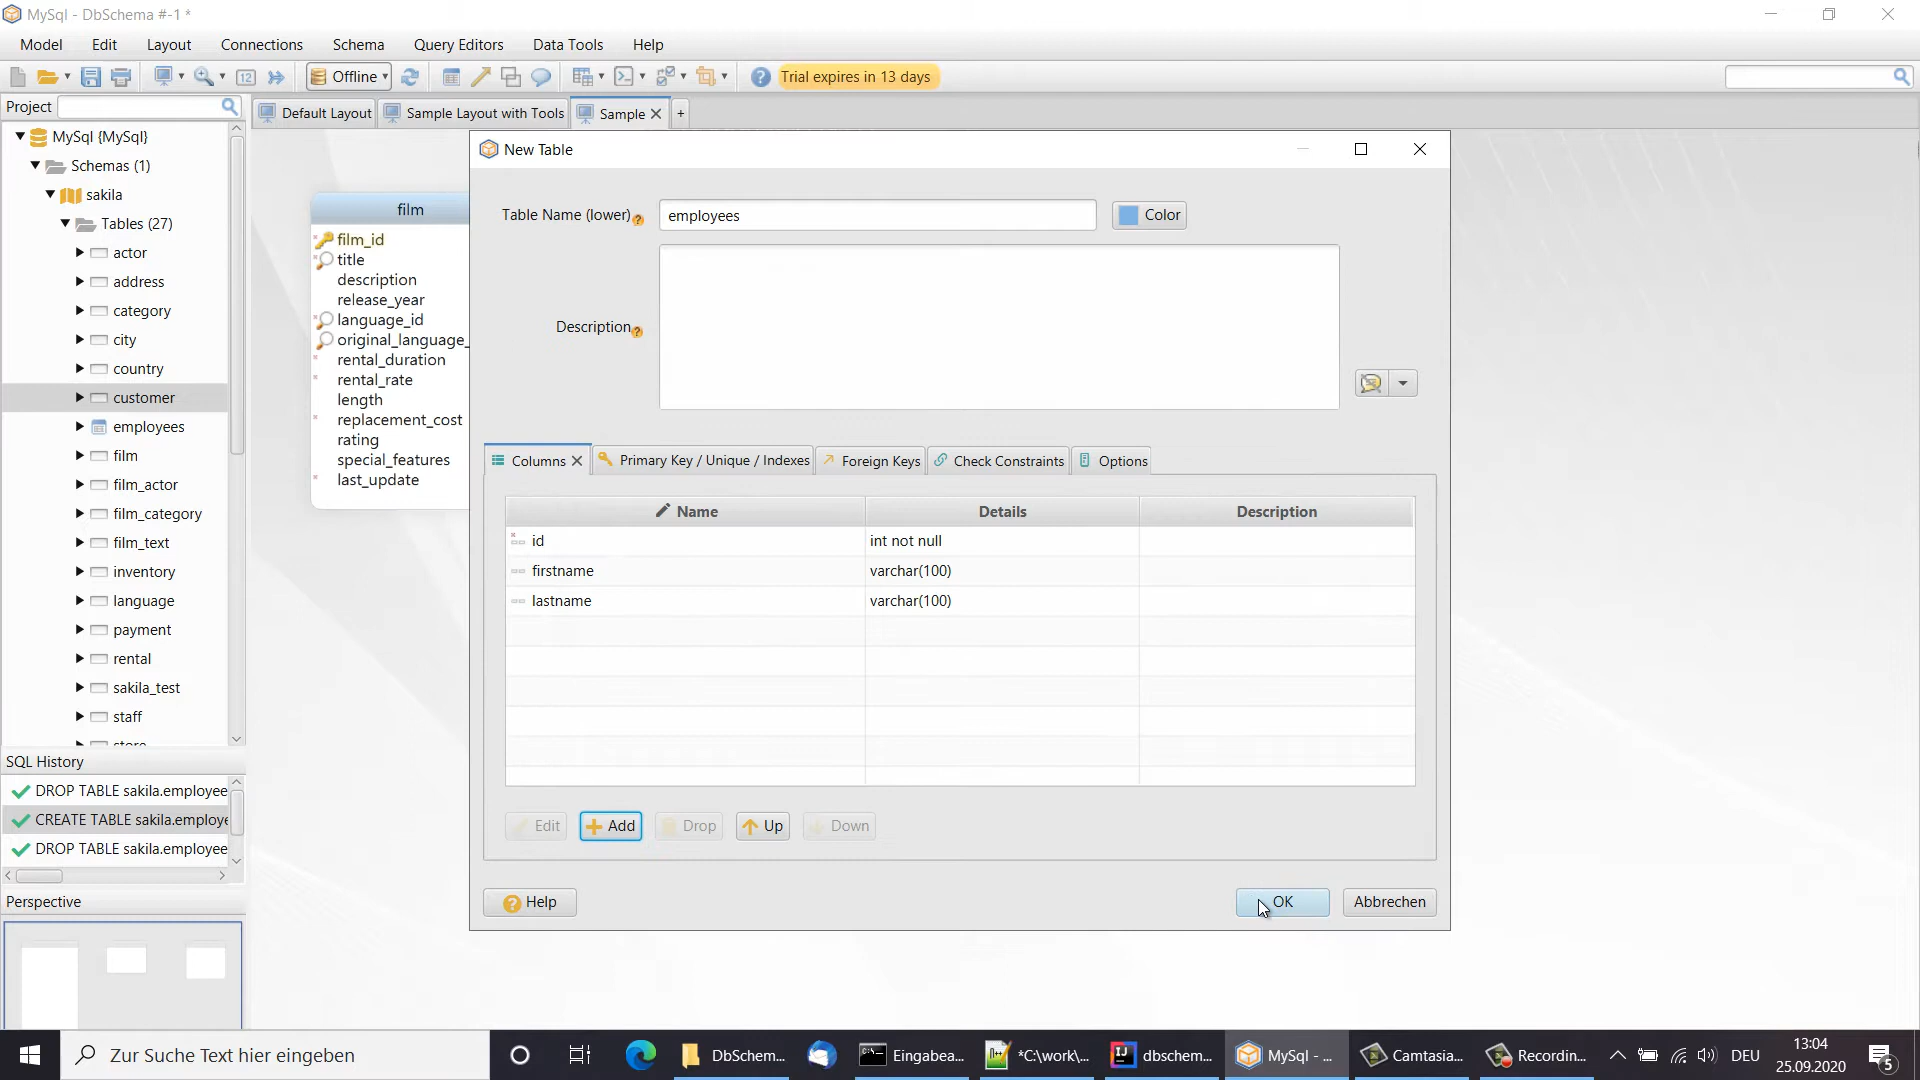 MySql - DbSchema #-1 *
Model Edit Layout Connections Schema Query Editors Data Tools Help
12 Offline Trial expires in 13 days
Project Default Layout Sample Layout with Tools Sample +
MySql {MySql}
Schemas (1)
sakila
Tables (27)
actor
address
category
city
country
customer
employees
film
film_actor
film_category
film_text
inventory
language
payment
rental
sakila_test
staff
store
SQL History
DROP TABLE sakila.employee
CREATE TABLE sakila.employe
DROP TABLE sakila.employee
Perspective
film
film_id
title
description
release_year
language_id
original_language_
rental_duration
rental_rate
length
replacement_cost
rating
special_features
last_update
New Table
Table Name (lower) employees Color
Description
Columns Primary Key / Unique / Indexes Foreign Keys Check Constraints Options
Name Details Description
id int not null
firstname varchar(100)
lastname varchar(100)
Edit Add Drop Up Down
Help OK Abbrechen
Zur Suche Text hier eingeben DbSchem... Eingabea... *C:\work\... dbschem... MySql - ... Camtasia... Recordin... DEU
13:04
25.09.2020
5